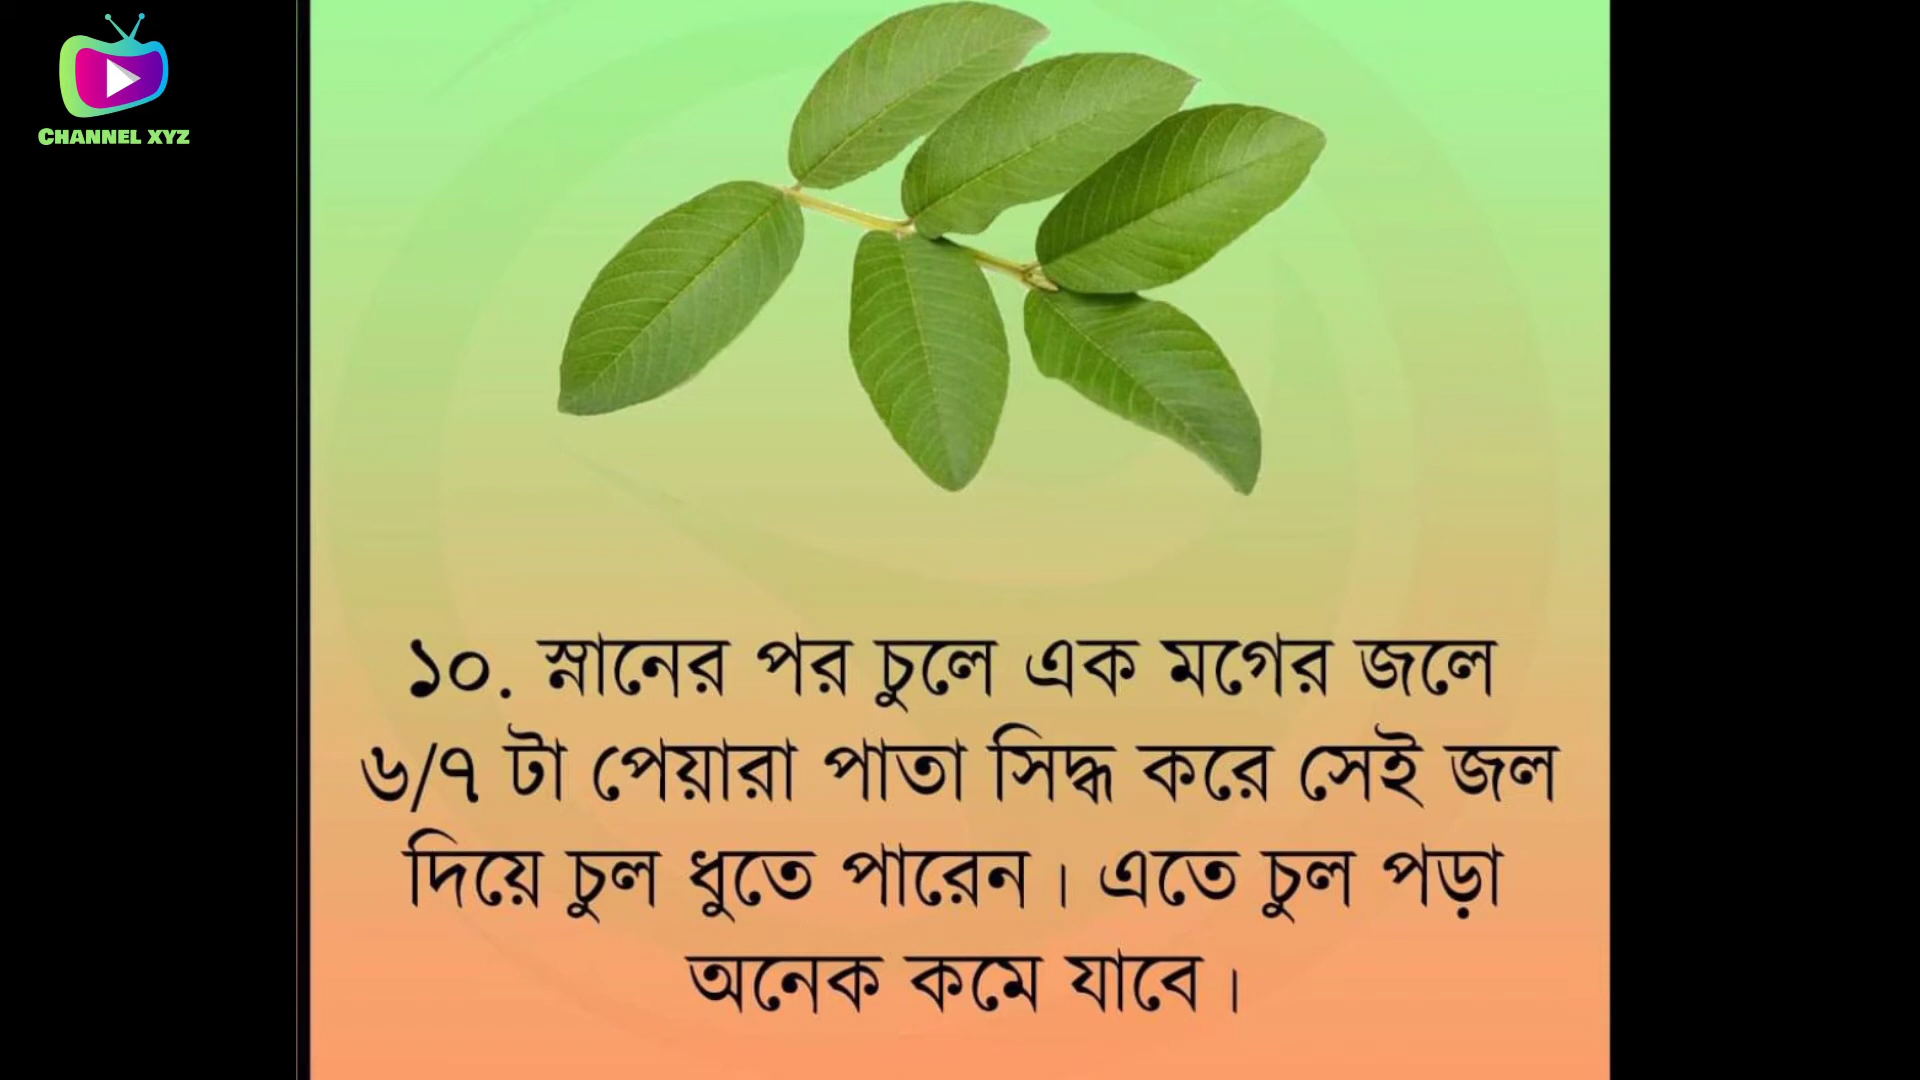 CHANNEL XYZ
১০. স্নানের পর চুলে এক মগের জলে
৬/৭ টা পেয়ারা পাতা সিদ্ধ করে সেই জল
দিয়ে চুল ধুতে পারেন। এতে চুল পড়া
অনেক কমে যাবে।